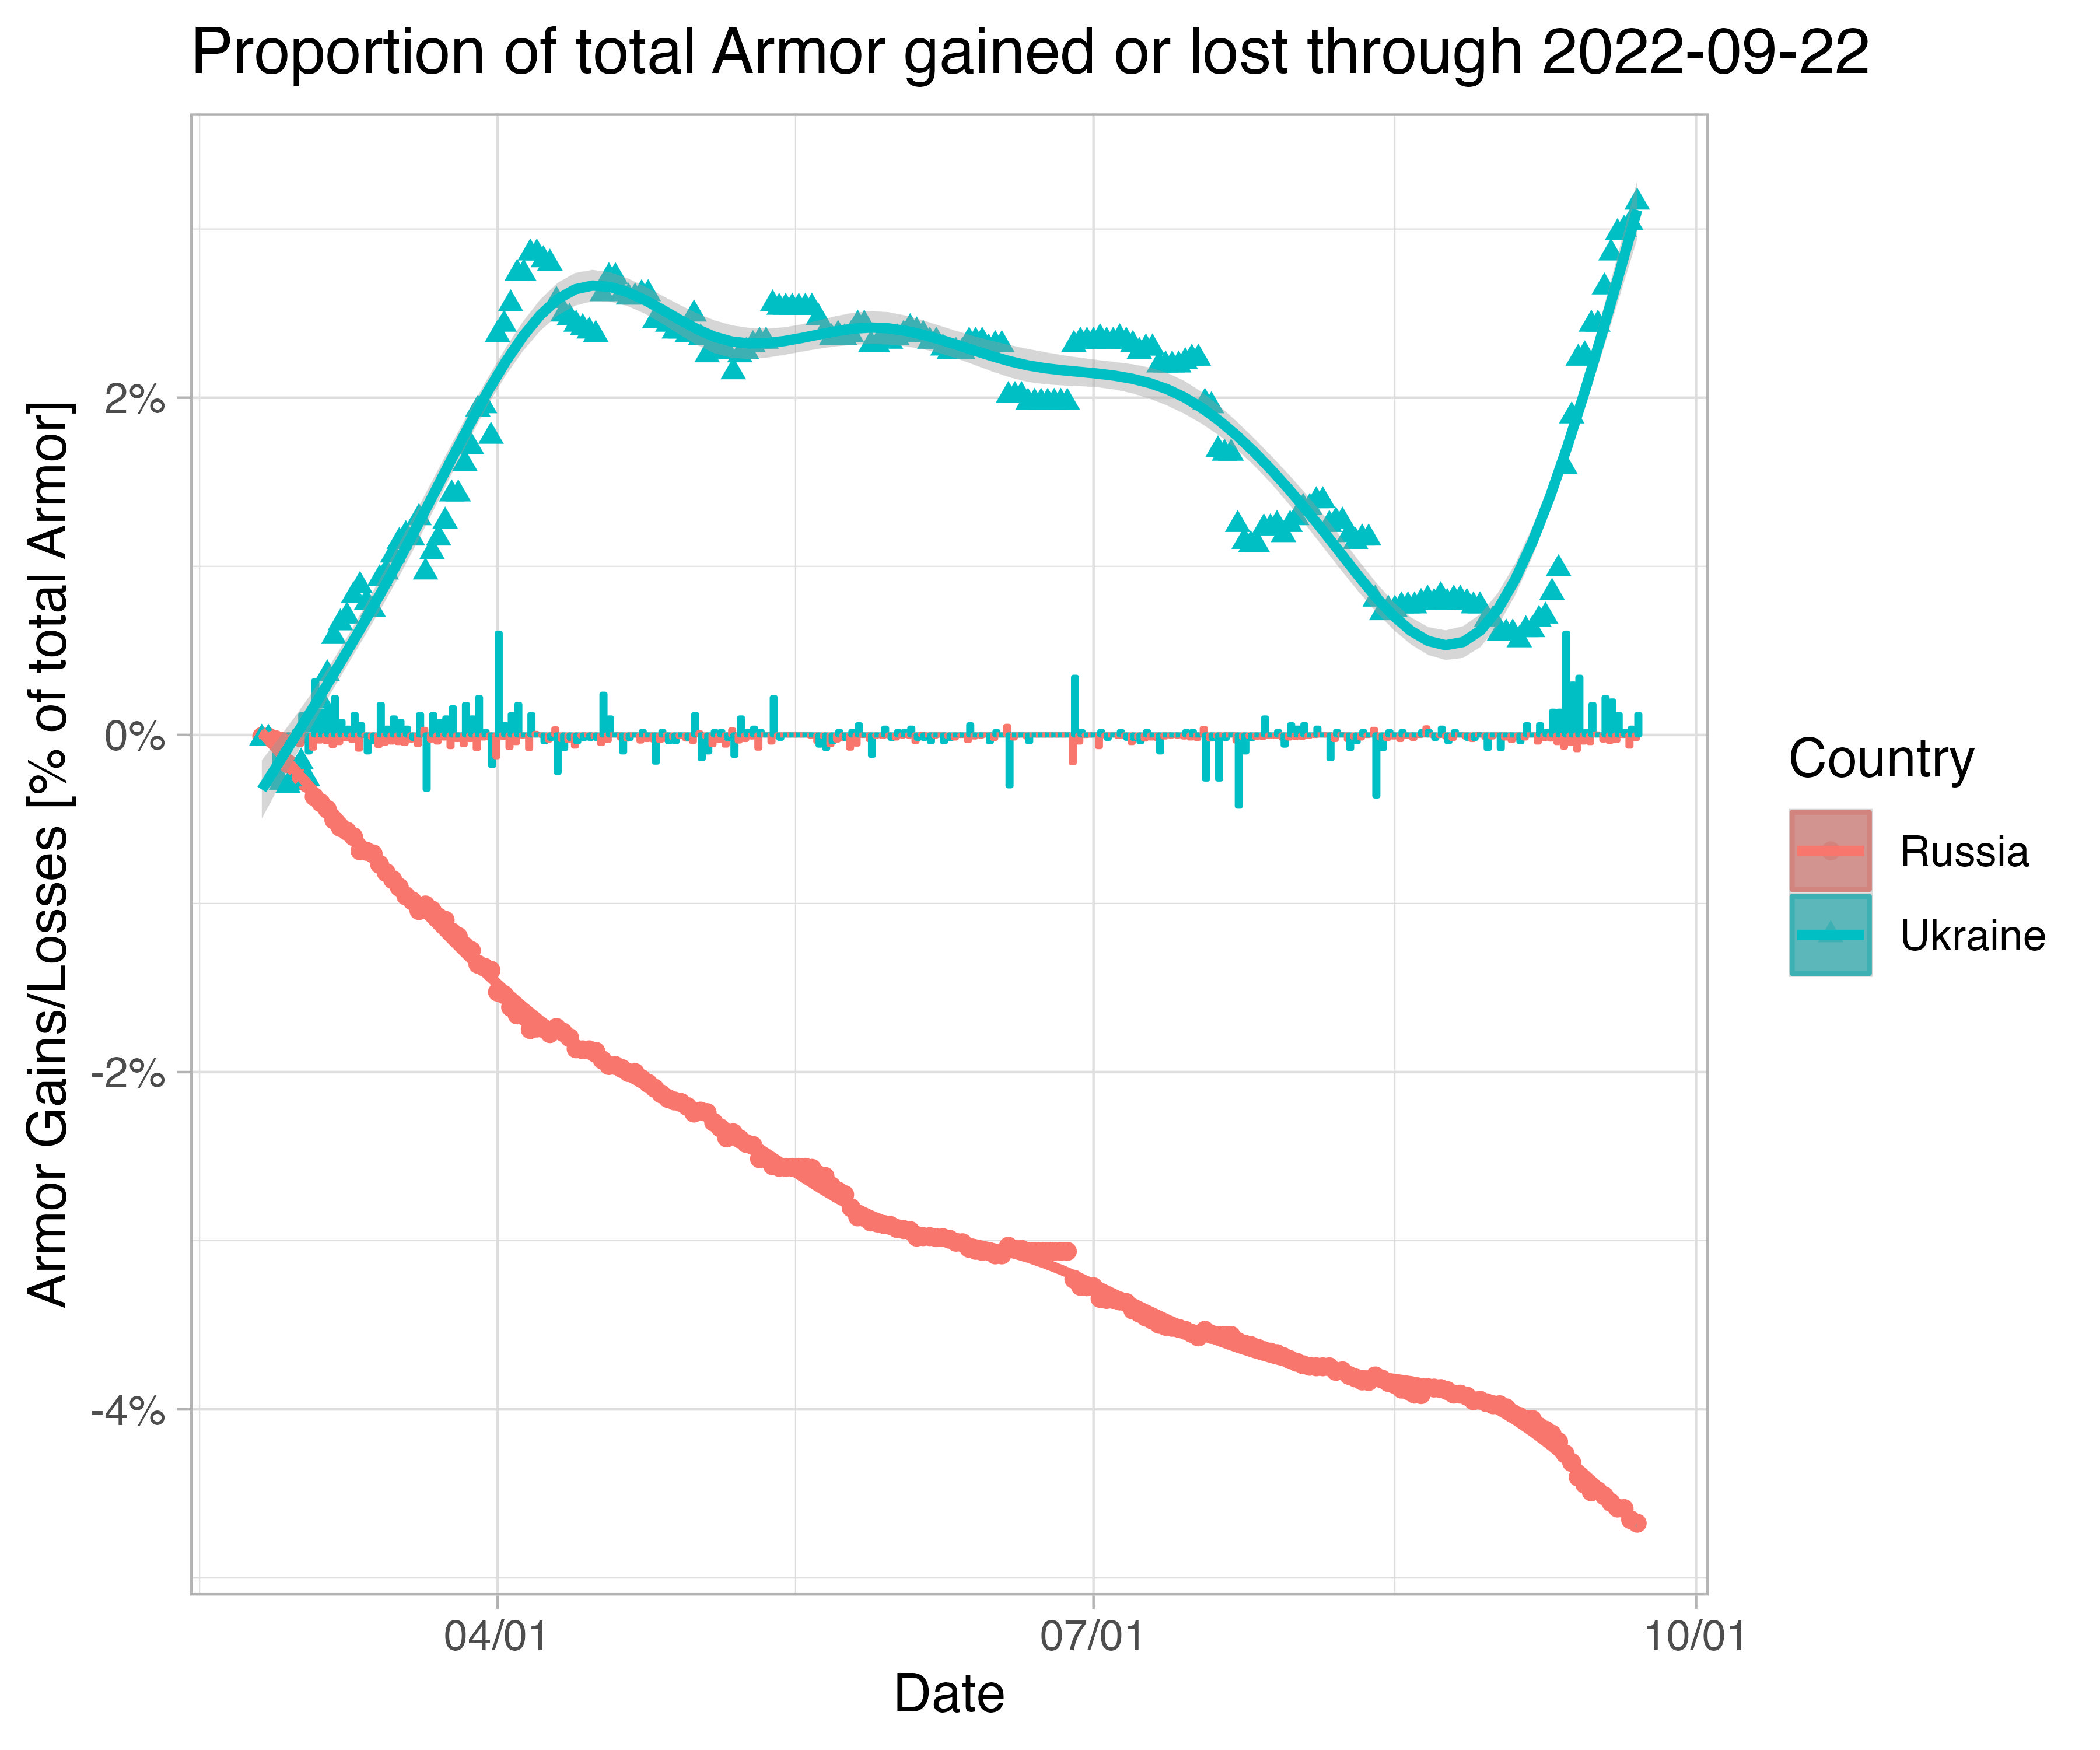 Proportion of total Armor gained or lost through 2022-09-22
Armor Gains/Losses [% of total Armor]
2%
0%
-2%
-4%
04/01
07/01
10/01
Date
Country
Russia
Ukraine